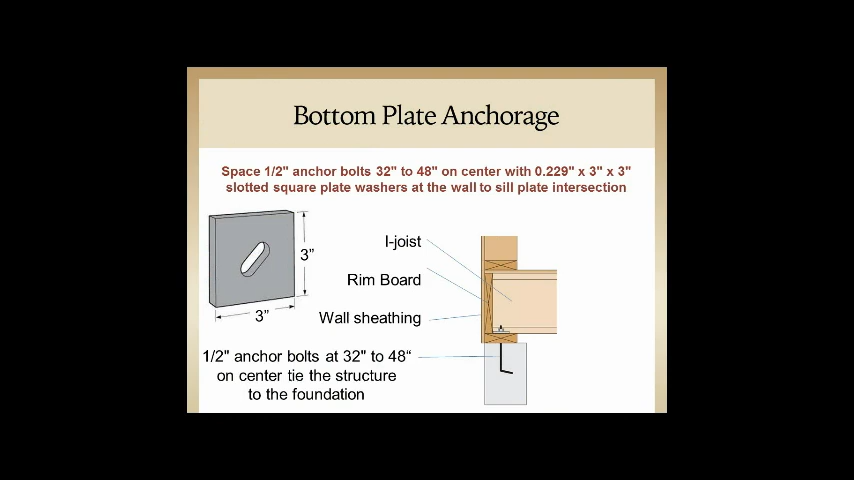 Bottom Plate Anchorage
Space 1/2" anchor bolts 32" to 48" on center with 0.229" x 3" x 3"
slotted square plate washers at the wall to sill plate intersection
I-joist
3”
Rim Board
3”
Wall sheathing
1/2" anchor bolts at 32" to 48“
on center tie the structure
to the foundation